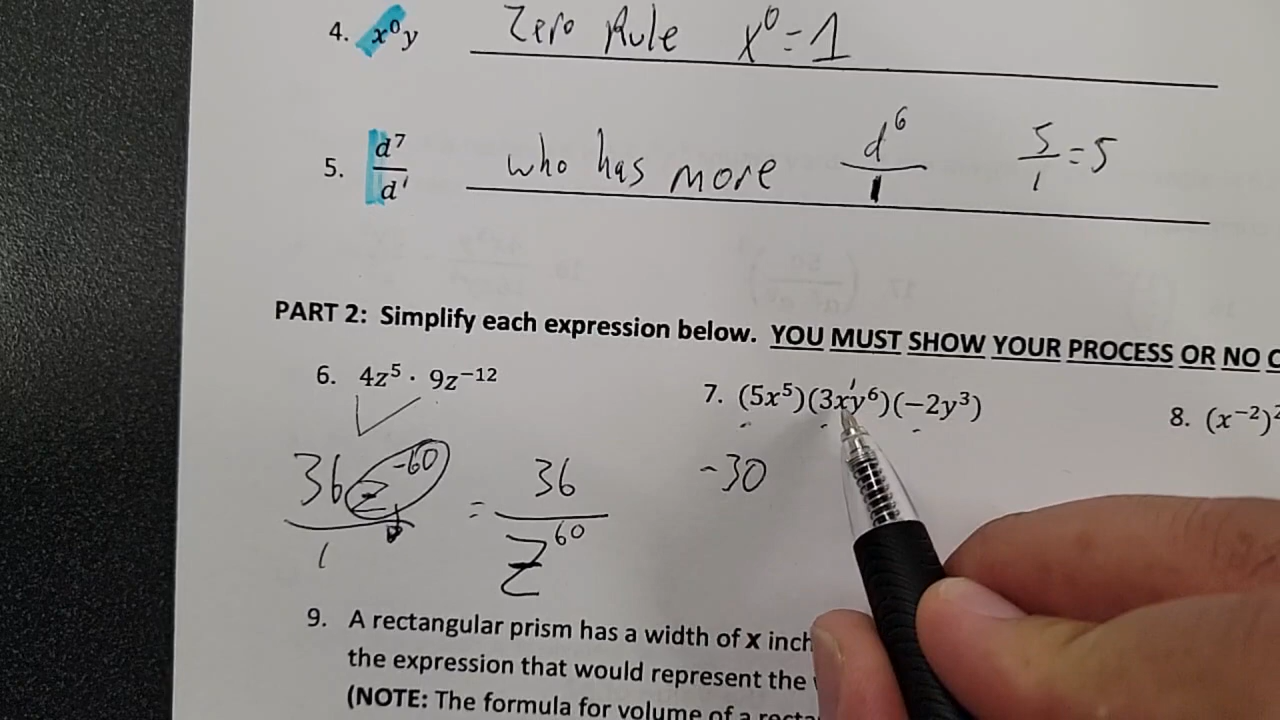 4. x⁰y Zero Rule x⁰ = 1
5. d⁷/d¹ who has more d⁶/1 5/1 = 5
PART 2: Simplify each expression below. YOU MUST SHOW YOUR PROCESS OR NO
6. 4z⁵ · 9z⁻¹² 7. (5x⁵)(3x¹y⁶)(−2y³) 8. (x⁻²)²
36z⁻⁶⁰/1 = 36/z⁶⁰ -30
9. A rectangular prism has a width of x inch
the expression that would represent the
(NOTE: The formula for volume of a